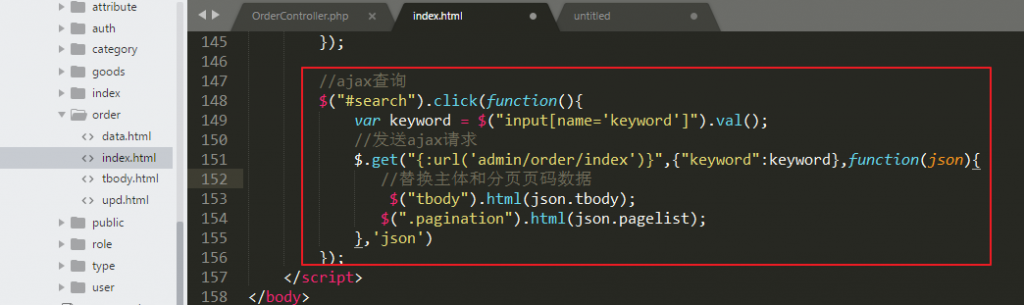 attribute
auth
category
goods
index
order
data.html
index.html
tbody.html
upd.html
public
role
type
user
OrderController.php
index.html
untitled
145 });
146
147 //ajax查询
148 $("#search").click(function(){
149 var keyword = $("input[name='keyword']").val();
150 //发送ajax请求
151 $.get("{:url('admin/order/index')}",{"keyword":keyword},function(json){
152 //替换主体和分页页码数据
153 $("tbody").html(json.tbody);
154 $(".pagination").html(json.pagelist);
155 },'json')
156 });
157 </script>
158 </body>